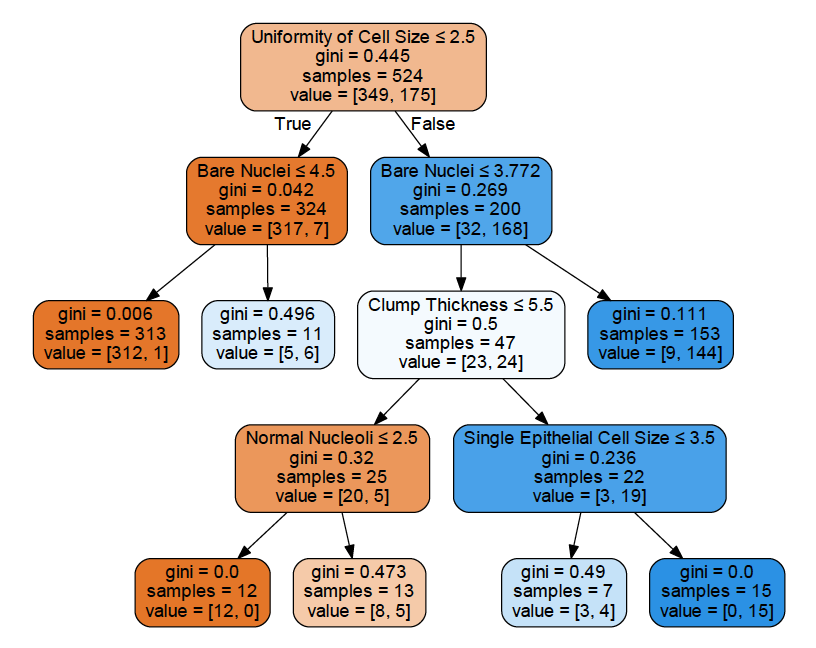 Uniformity of Cell Size ≤ 2.5
gini = 0.445
samples = 524
value = [349, 175]
True
False
Bare Nuclei ≤ 4.5
gini = 0.042
samples = 324
value = [317, 7]
Bare Nuclei ≤ 3.772
gini = 0.269
samples = 200
value = [32, 168]
gini = 0.006
samples = 313
value = [312, 1]
gini = 0.496
samples = 11
value = [5, 6]
Clump Thickness ≤ 5.5
gini = 0.5
samples = 47
value = [23, 24]
gini = 0.111
samples = 153
value = [9, 144]
Normal Nucleoli ≤ 2.5
gini = 0.32
samples = 25
value = [20, 5]
Single Epithelial Cell Size ≤ 3.5
gini = 0.236
samples = 22
value = [3, 19]
gini = 0.0
samples = 12
value = [12, 0]
gini = 0.473
samples = 13
value = [8, 5]
gini = 0.49
samples = 7
value = [3, 4]
gini = 0.0
samples = 15
value = [0, 15]